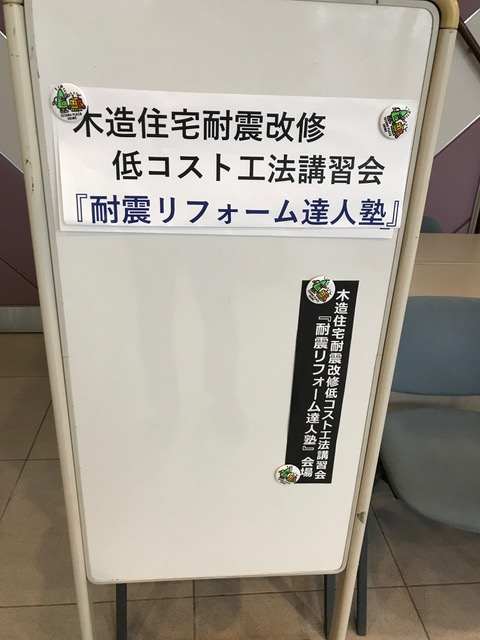 木造住宅耐震改修
低コスト工法講習会
『耐震リフォーム達人塾』
木造住宅耐震改修低コスト工法講習会
『耐震リフォーム達人塾』会場